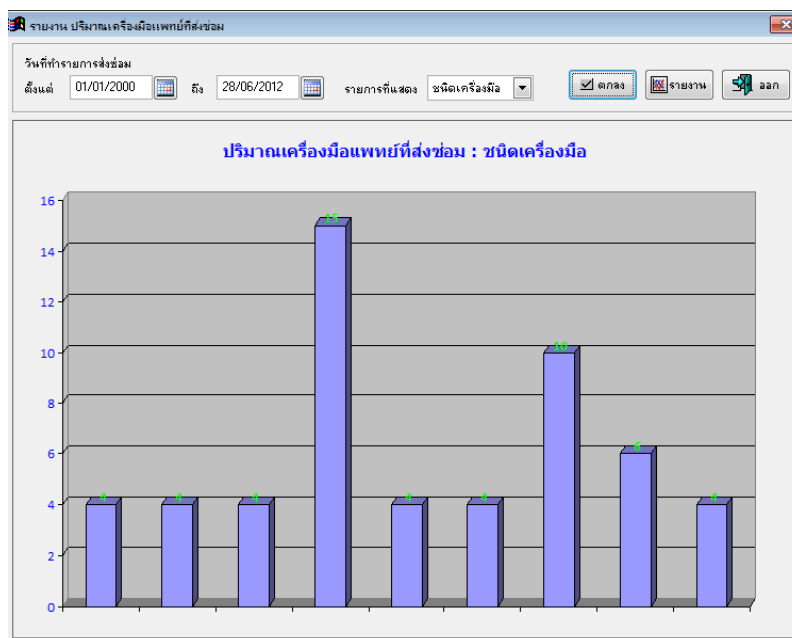 รายงาน ปริมาณเครื่องมือแพทย์ที่ส่งซ่อม
วันที่ทำรายการส่งซ่อม
ตั้งแต่ 01/01/2000 ถึง 28/06/2012 รายการที่แสดง ชนิดเครื่องมือ ตกลง รายงาน ออก
ปริมาณเครื่องมือแพทย์ที่ส่งซ่อม : ชนิดเครื่องมือ
16
14
12
10
8
6
4
2
0
4 4 4 15 4 4 10 6 4